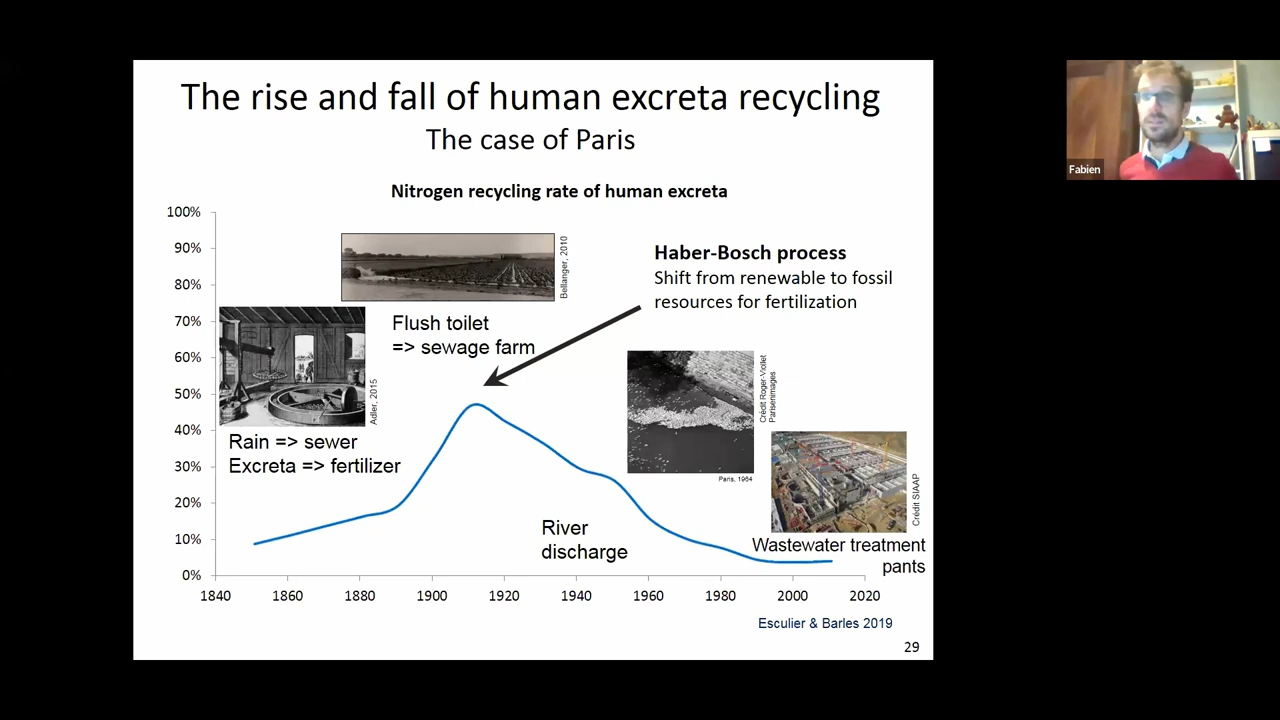 The rise and fall of human excreta recycling
The case of Paris
Nitrogen recycling rate of human excreta
100%
90%
80%
70%
60%
50%
40%
30%
20%
10%
0%
1840
1860
1880
1900
1920
1940
1960
1980
2000
2020
Bellanger, 2010
Haber-Bosch process
Shift from renewable to fossil
resources for fertilization
Flush toilet
=> sewage farm
Adler, 2015
Rain => sewer
Excreta => fertilizer
Crédit Roger-Viollet
Parisenimages
Paris, 1964
Crédit SIAAP
River
discharge
Wastewater treatment
pants
Esculier & Barles 2019
29
Fabien